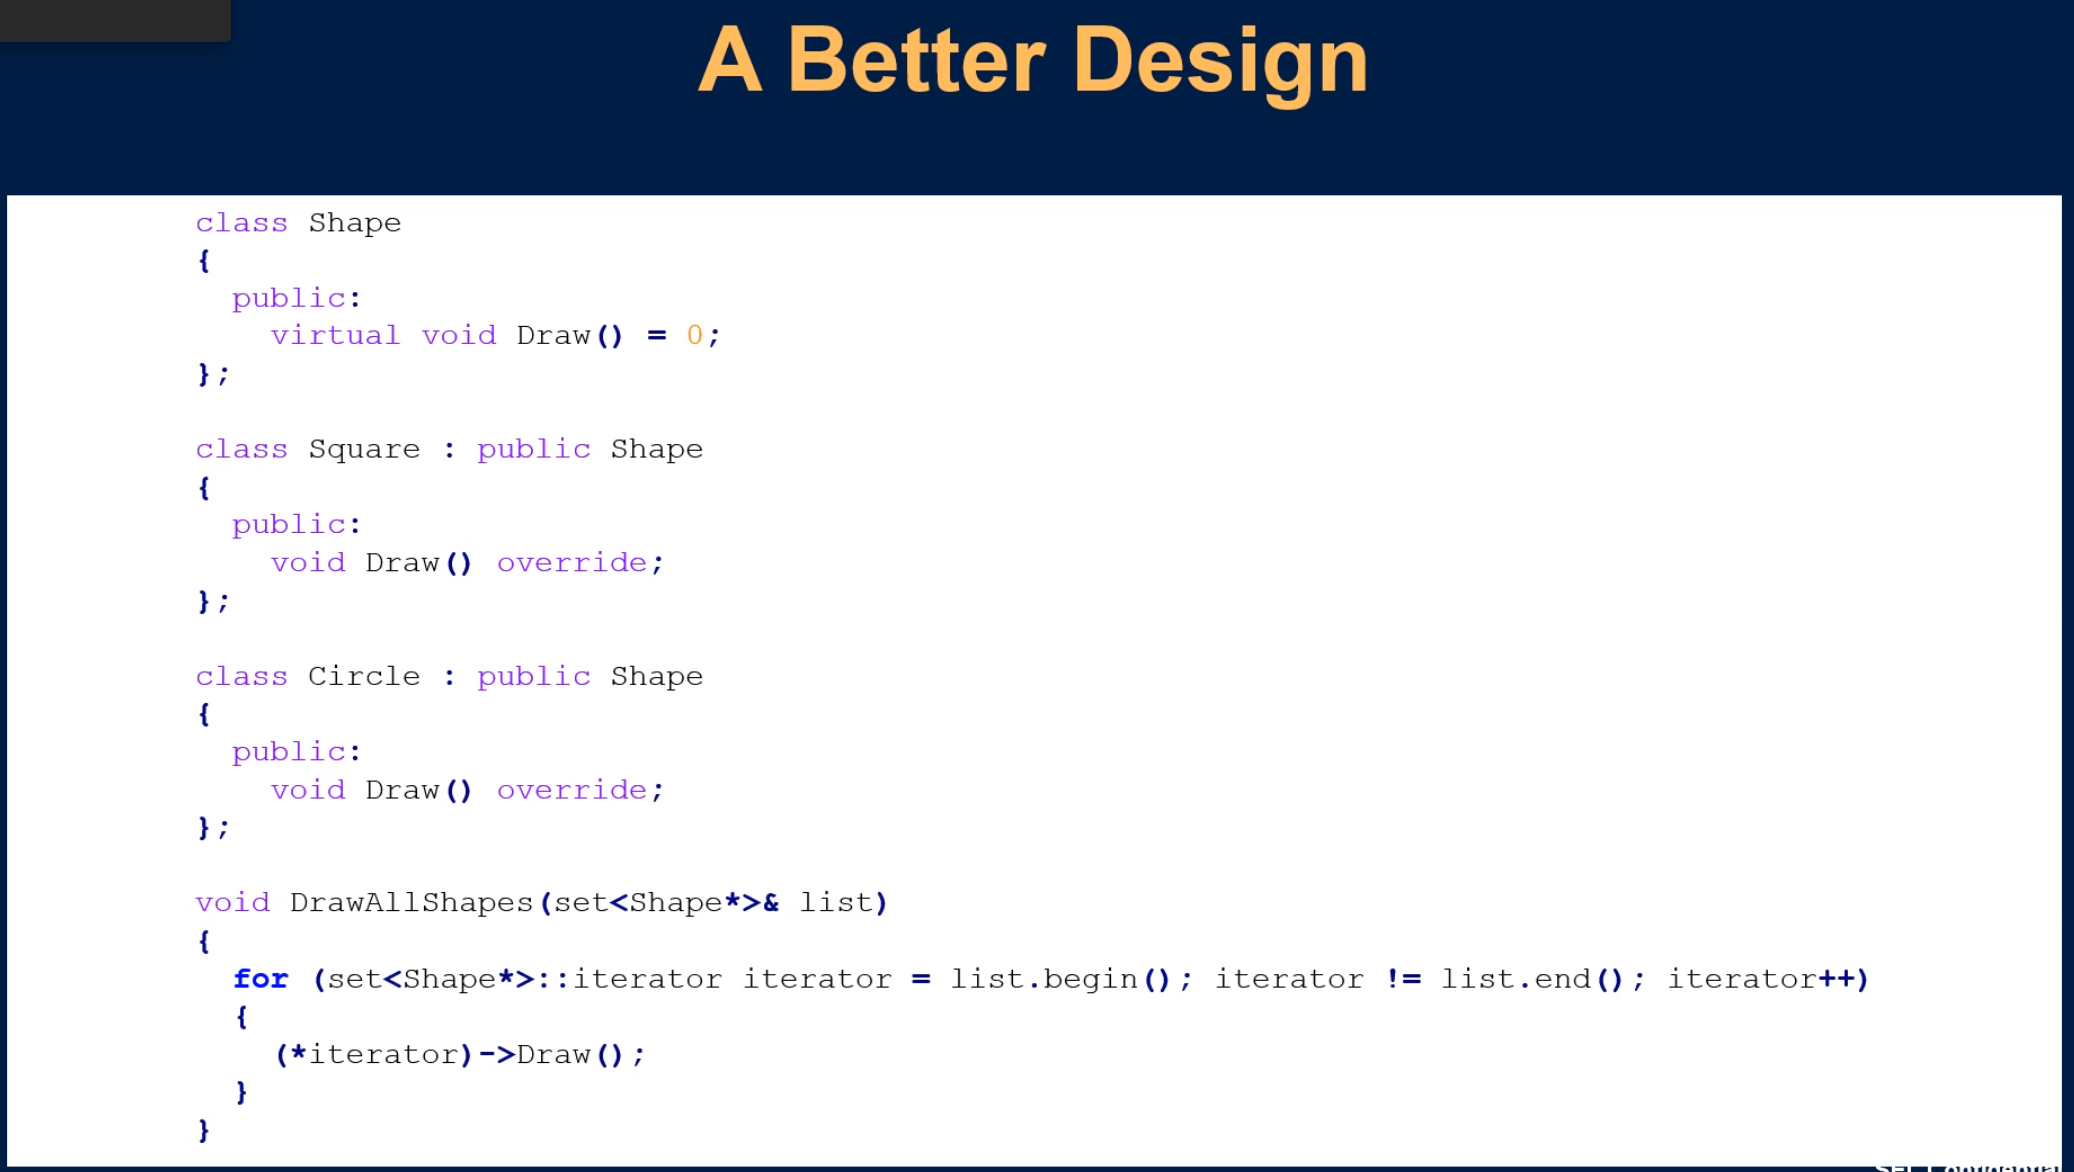 A Better Design
class Shape
{
  public:
    virtual void Draw() = 0;
};
class Square : public Shape
{
  public:
    void Draw() override;
};
class Circle : public Shape
{
  public:
    void Draw() override;
};
void DrawAllShapes(set<Shape*>& list)
{
  for (set<Shape*>::iterator iterator = list.begin(); iterator != list.end(); iterator++)
  {
    (*iterator)->Draw();
  }
}